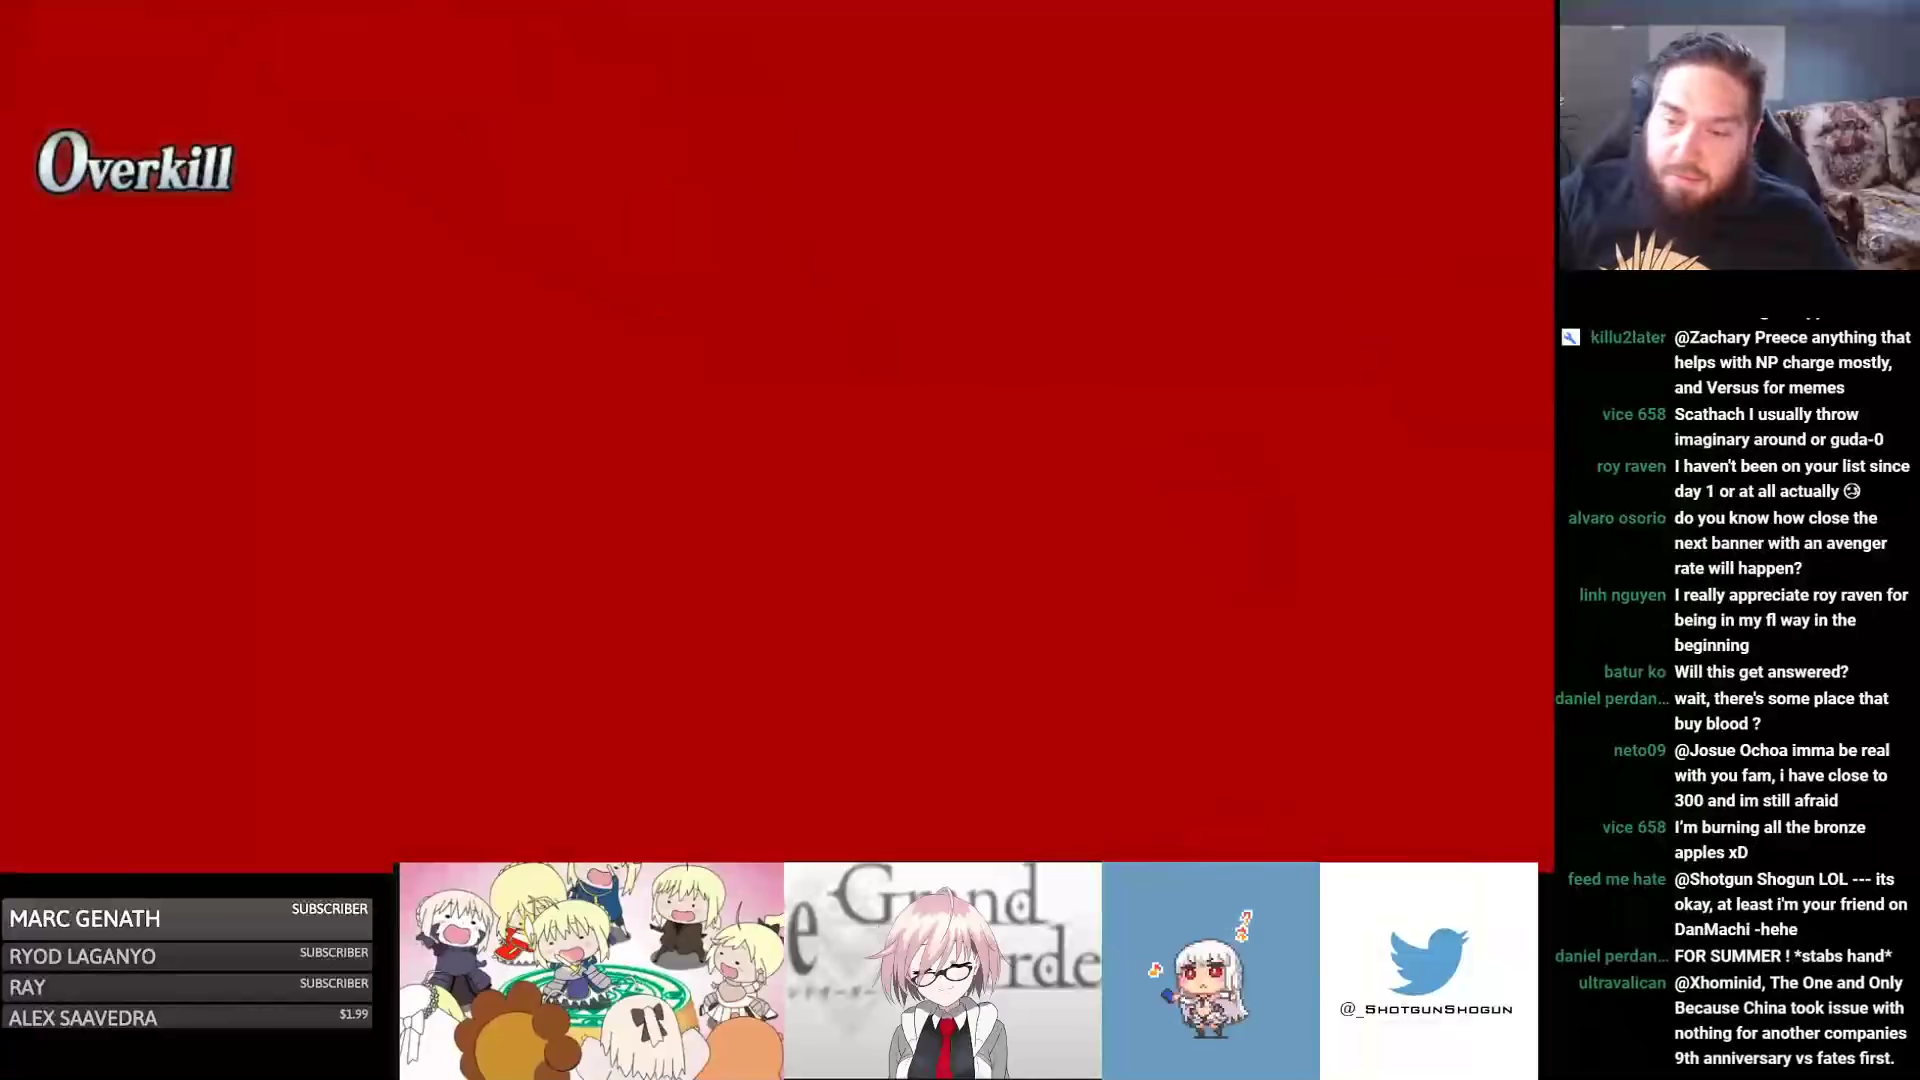 Overkill
killu2later @Zachary Preece anything that
helps with NP charge mostly,
and Versus for memes
vice 658 Scathach I usually throw
imaginary around or guda-0
roy raven I haven't been on your list since
day 1 or at all actually
alvaro osorio do you know how close the
next banner with an avenger
rate will happen?
linh nguyen I really appreciate roy raven for
being in my fl way in the
beginning
batur ko Will this get answered?
daniel perdan... wait, there's some place that
buy blood ?
neto09 @Josue Ochoa imma be real
with you fam, i have close to
300 and im still afraid
vice 658 I'm burning all the bronze
apples xD
feed me hate @Shotgun Shogun LOL --- its
okay, at least i'm your friend on
DanMachi -hehe
daniel perdan... FOR SUMMER ! *stabs hand*
ultravalican @Xhominid, The One and Only
Because China took issue with
nothing for another companies
9th anniversary vs fates first.
MARC GENATH SUBSCRIBER
RYOD LAGANYO SUBSCRIBER
RAY SUBSCRIBER
ALEX SAAVEDRA $1.99
e Grand
rde
@_ShotgunShogun